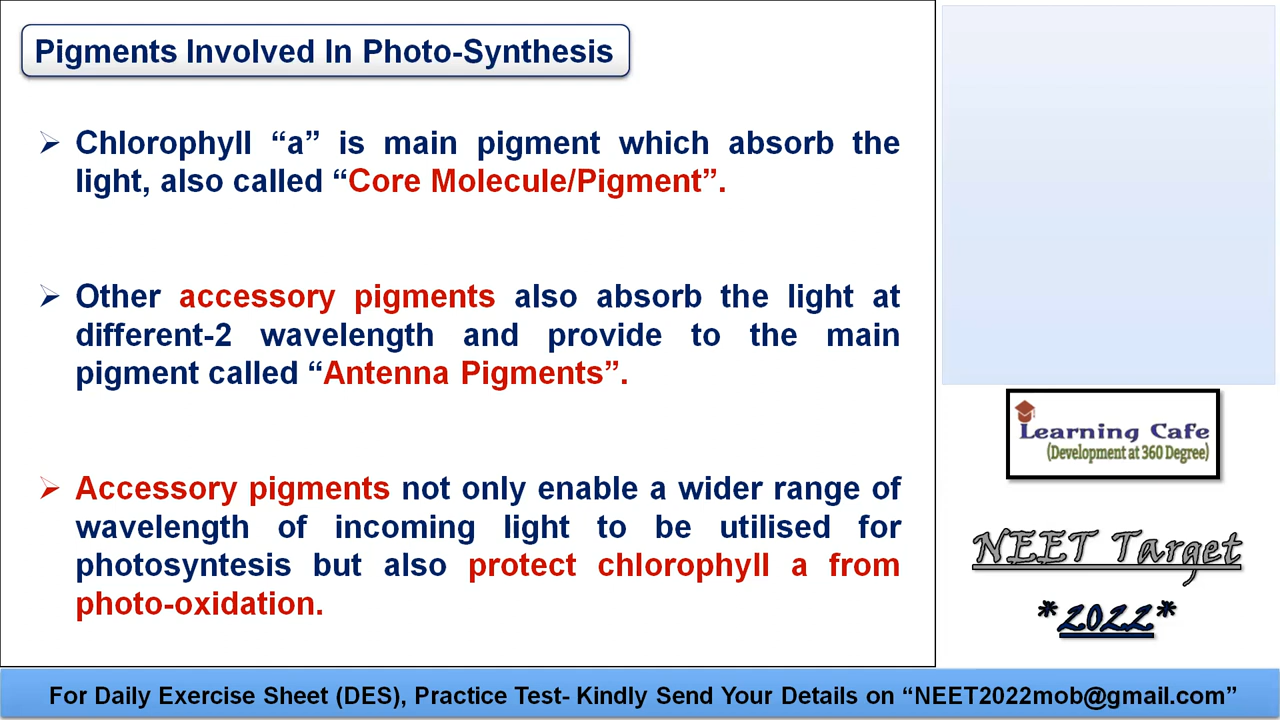 Pigments Involved In Photo-Synthesis
Chlorophyll “a” is main pigment which absorb the
light, also called “Core Molecule/Pigment”.
Other accessory pigments also absorb the light at
different-2 wavelength and provide to the main
pigment called “Antenna Pigments”.
Accessory pigments not only enable a wider range of
wavelength of incoming light to be utilised for
photosyntesis but also protect chlorophyll a from
photo-oxidation.
Learning Cafe
(Development at 360 Degree)
NEET Target
*2022*
For Daily Exercise Sheet (DES), Practice Test- Kindly Send Your Details on “NEET2022mob@gmail.com”